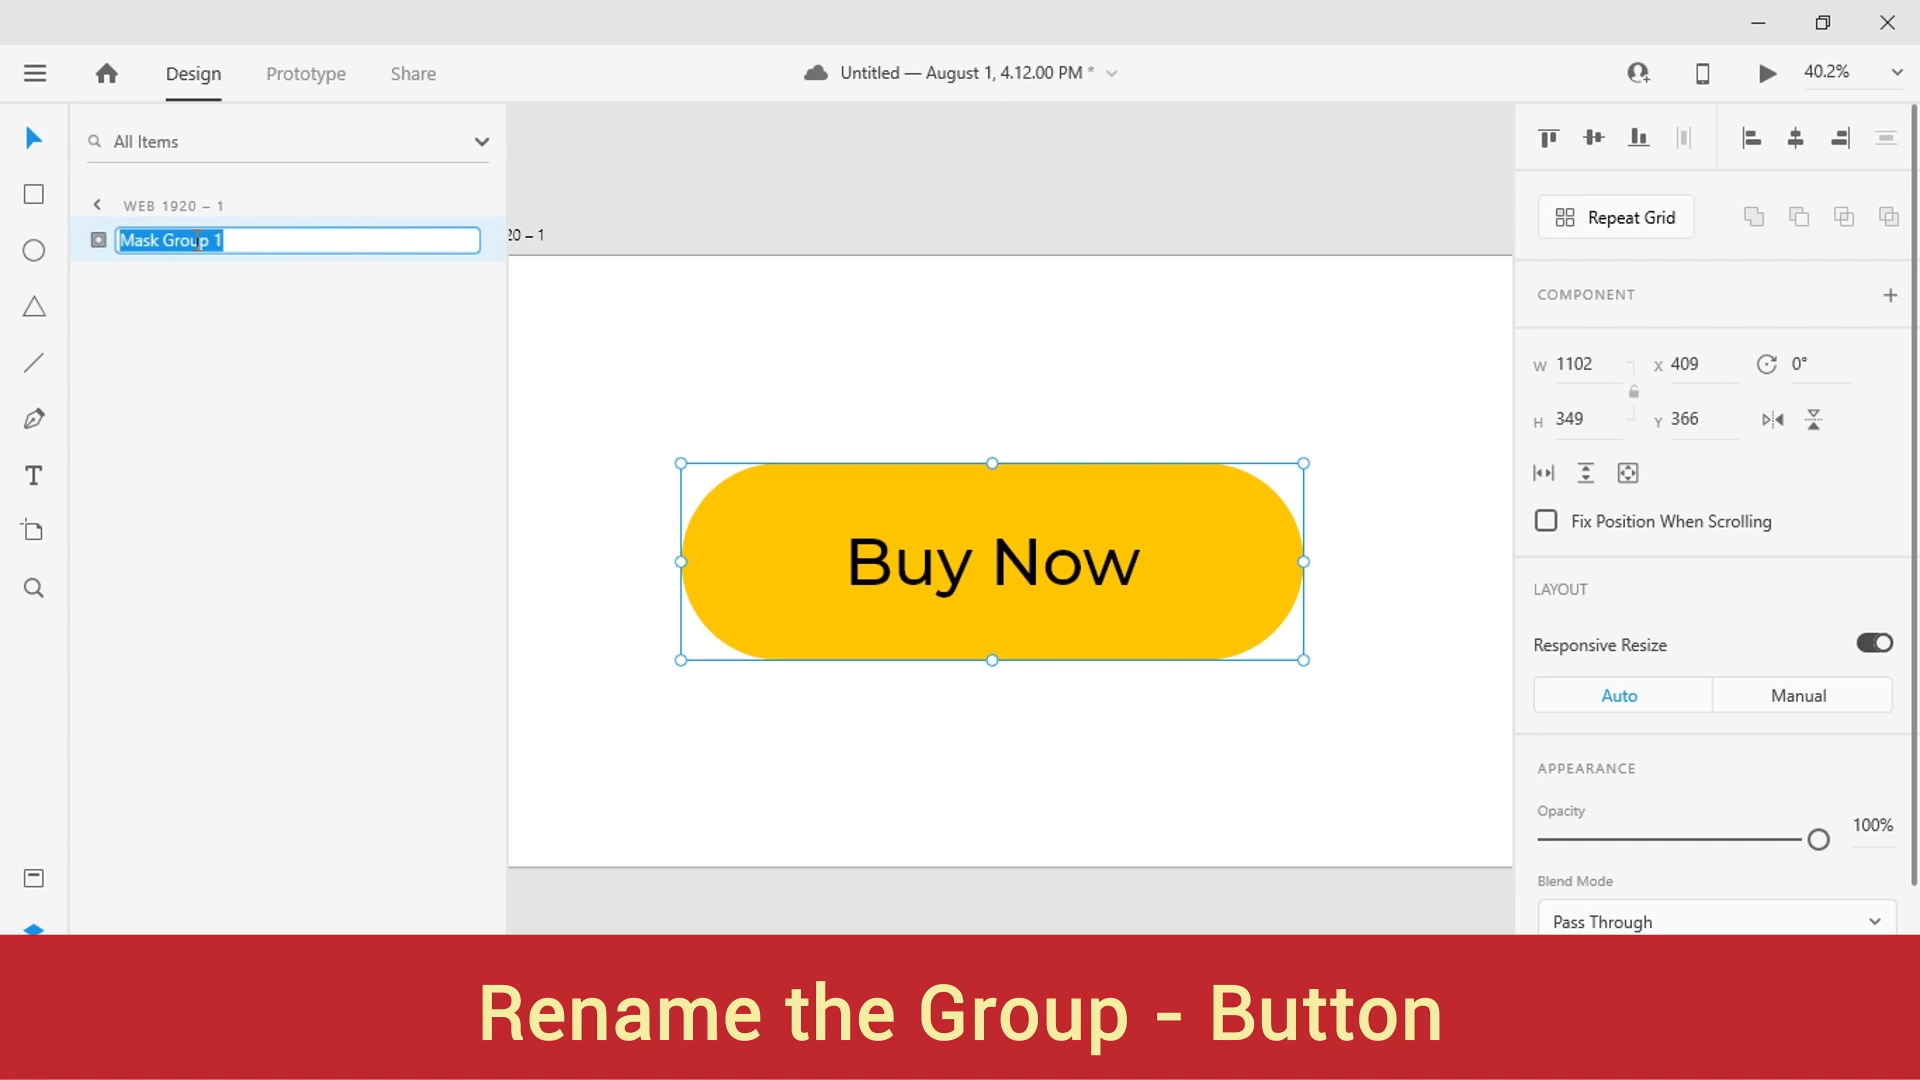 Design
Prototype
Share
Untitled — August 1, 4.12.00 PM *
40.2%
All Items
WEB 1920 – 1
Mask Group 1
20 – 1
Buy Now
Repeat Grid
COMPONENT
W 1102
X 409
0°
H 349
Y 366
Fix Position When Scrolling
LAYOUT
Responsive Resize
Auto
Manual
APPEARANCE
Opacity
100%
Blend Mode
Pass Through
Rename the Group - Button